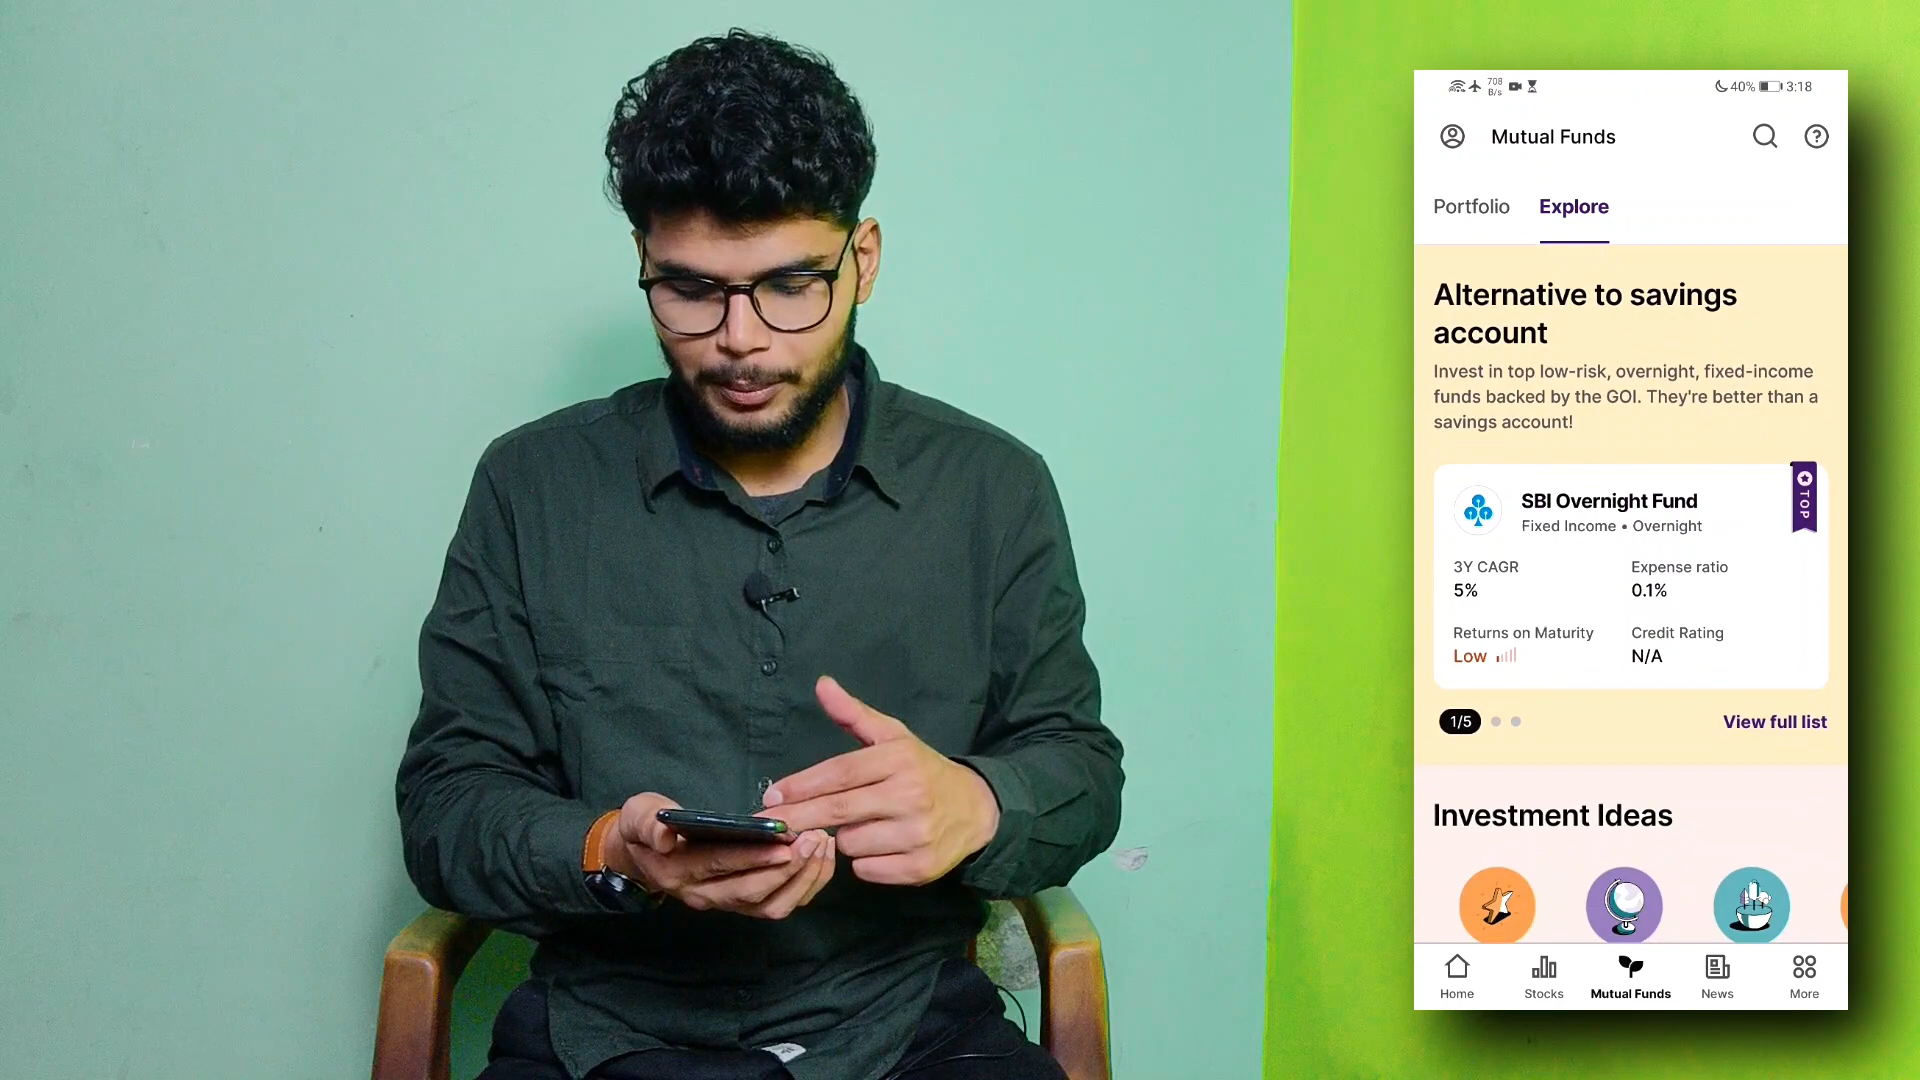 708
B/s
40%
3:18
Mutual Funds
Portfolio
Explore
Alternative to savings
account
Invest in top low-risk, overnight, fixed-income
funds backed by the GOI. They're better than a
savings account!
SBI Overnight Fund
TOP
Fixed Income • Overnight
3Y CAGR
Expense ratio
5%
0.1%
Returns on Maturity
Credit Rating
Low
N/A
1/5
View full list
Investment Ideas
Home
Stocks
Mutual Funds
News
More